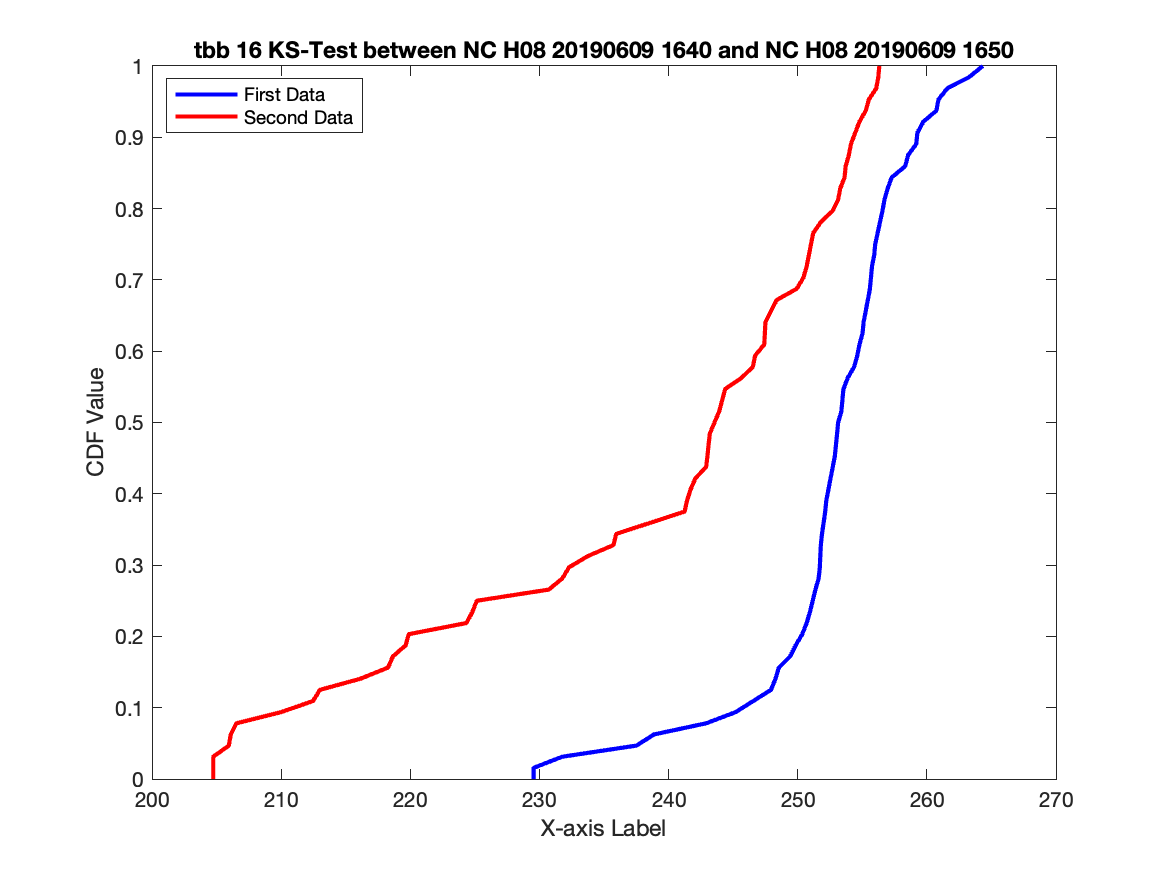 tbb 16 KS-Test between NC H08 20190609 1640 and NC H08 20190609 1650
First Data
Second Data
1
0.9
0.8
0.7
0.6
0.5
0.4
0.3
0.2
0.1
0
CDF Value
200 210 220 230 240 250 260 270
X-axis Label